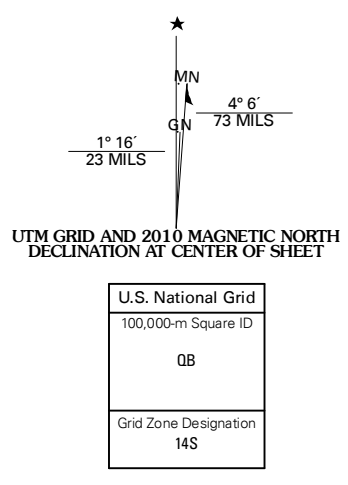 MN
4° 6´
73 MILS
GN
1° 16´
23 MILS
UTM GRID AND 2010 MAGNETIC NORTH
DECLINATION AT CENTER OF SHEET
U.S. National Grid
100,000-m Square ID
QB
Grid Zone Designation
14S